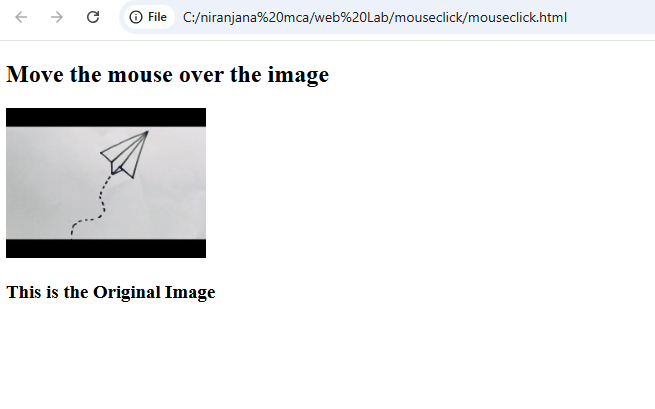 File C:/niranjana%20mca/web%20Lab/mouseclick/mouseclick.html
Move the mouse over the image
This is the Original Image